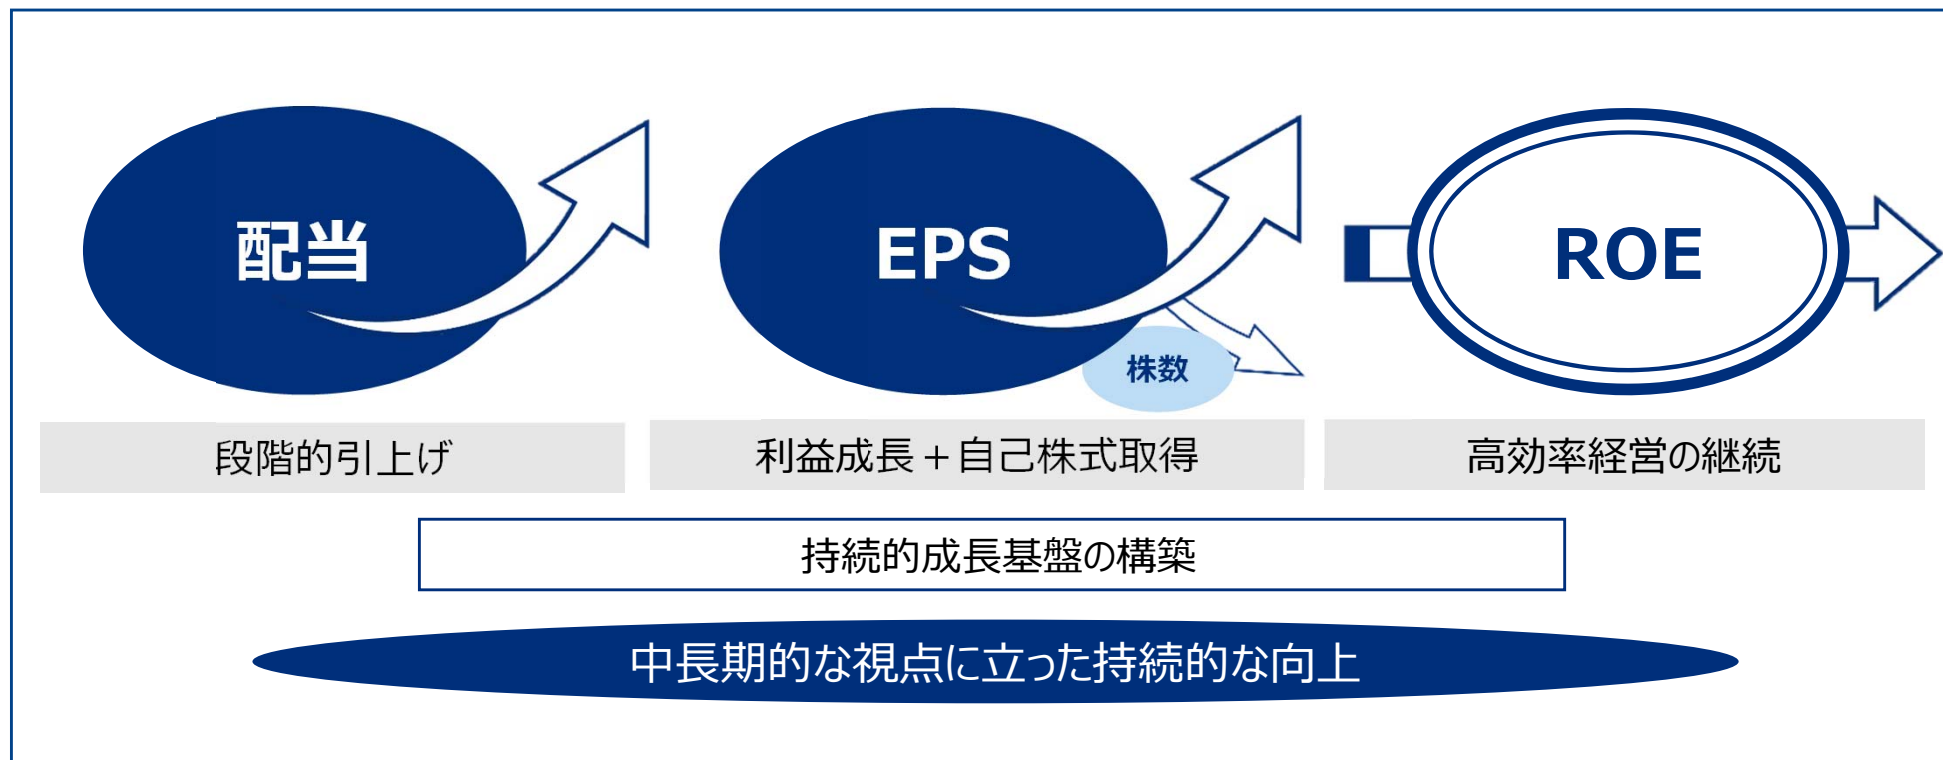 配当
EPS
ROE
株数
段階的引上げ
利益成長＋自己株式取得
高効率経営の継続
持続的成長基盤の構築
中長期的な視点に立った持続的な向上